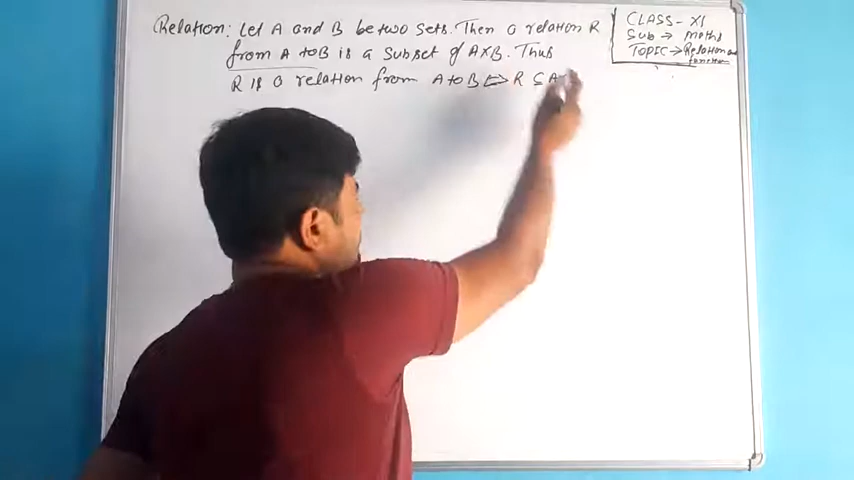 Relation: Let A and B be two sets. Then a relation R
from A to B is a subset of A×B. Thus
R is a relation from A to B ⇔ R ⊆ A
CLASS - XI
Sub → Maths
TOPIC → Relation and
function